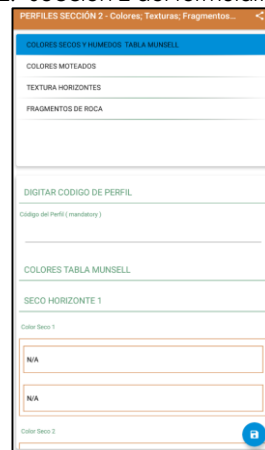 PERFILES SECCIÓN 2 - Colores; Texturas; Fragmentos...
COLORES SECOS Y HUMEDOS. TABLA MUNSELL
COLORES MOTEADOS
TEXTURA HORIZONTES
FRAGMENTOS DE ROCA
DIGITAR CODIGO DE PERFIL
Código del Perfil ( mandatory )
COLORES TABLA MUNSELL
SECO HORIZONTE 1
Color Seco 1
N/A
N/A
Color Seco 2